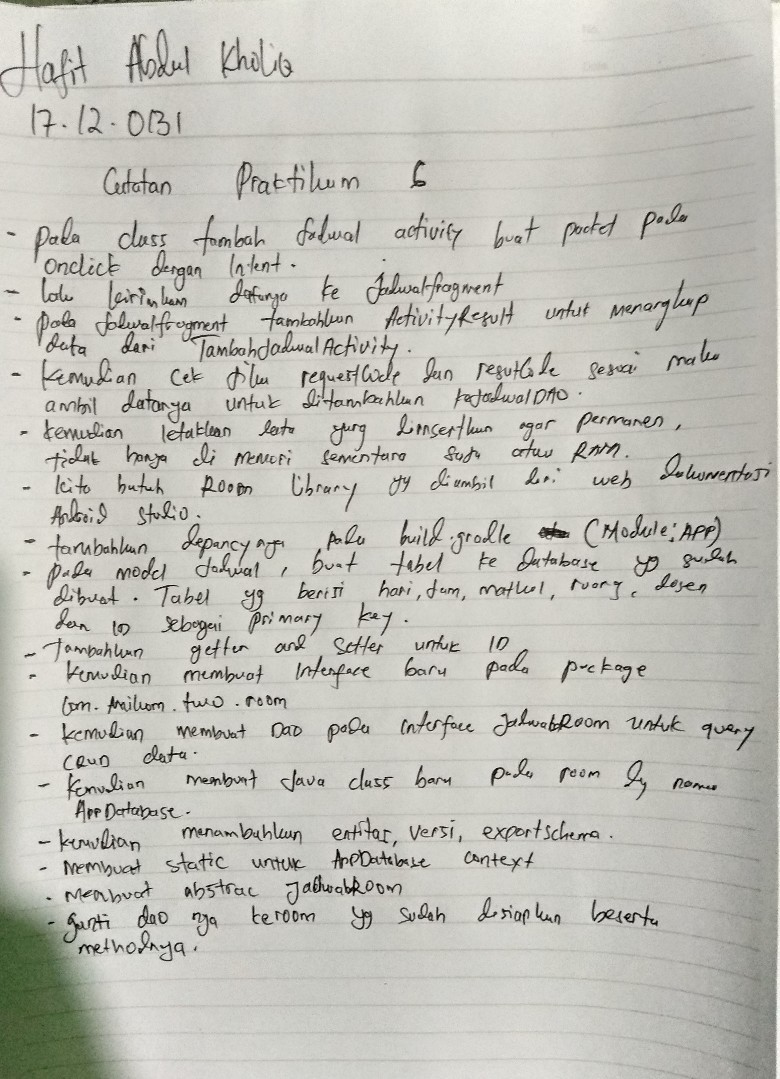 Hafit Abdul Kholiq
17.12.0131
Catatan Praktikum 6
- pada class tambah jadwal activity buat packet pada
onclick dengan Intent.
- lalu kirimkan datanya ke Jadwalfragment
- pada jadwalfragment tambahkan ActivityResult untuk menangkap
data dari TambahJadwalActivity.
- kemudian cek jika requestCode dan resutCode sesuai maka
ambil datanya untuk ditambahkan kejadwalDAO.
- kemudian letakkan data yang diinsertkan agar permanen,
tidak hanya di memori sementara saja atau RAM.
- kita butuh Room library yg diambil dari web dokumentasi
Android Studio.
- tambahkan depancynya pada build.gradle (Module:APP)
- pada model Jadwal, buat tabel ke database yg sudah
dibuat. Tabel yg berisi hari, jam, matkul, ruang, dosen
dan ID sebagai primary key.
- Tambahkan getter and setter untuk ID
- kemudian membuat Interface baru pada package
com.amikom.two.room
- kemudian membuat DAO pada interface JadwabRoom untuk query
CRUD data.
- kemudian membuat Java class baru pada room dg nama
AppDatabase.
- kemudian menambahkan entitas, versi, exportschema.
- membuat static untuk AppDatabase context
- Membuat abstrac JadwabRoom
- ganti dao nya keroom yg sudah disiapkan beserta
methodnya.